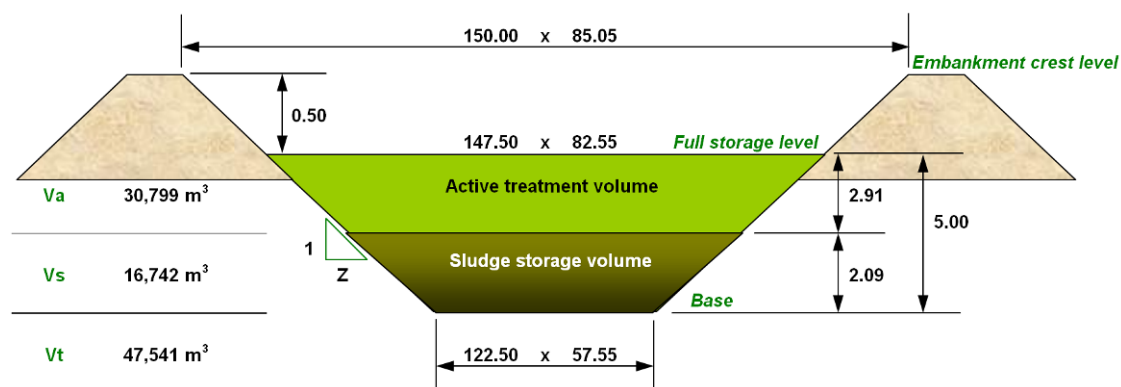 150.00 x 85.05
Embankment crest level
0.50
147.50 x 82.55
Full storage level
Va 30,799 m³
Active treatment volume
2.91
5.00
1
Z
Vs 16,742 m³
Sludge storage volume
2.09
Base
Vt 47,541 m³
122.50 x 57.55